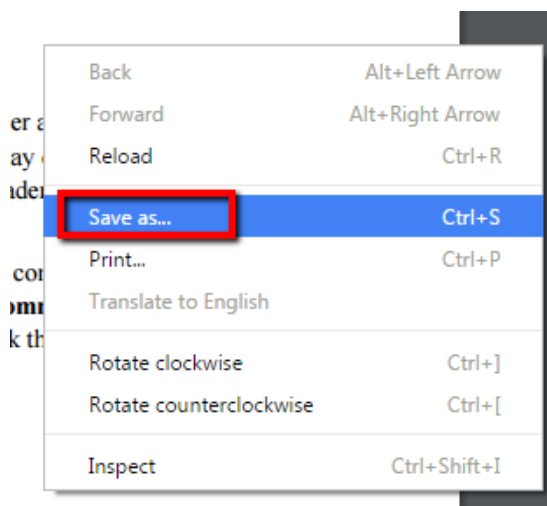 Back Alt+Left Arrow
Forward Alt+Right Arrow
Reload Ctrl+R
Save as... Ctrl+S
Print... Ctrl+P
Translate to English
Rotate clockwise Ctrl+]
Rotate counterclockwise Ctrl+[
Inspect Ctrl+Shift+I